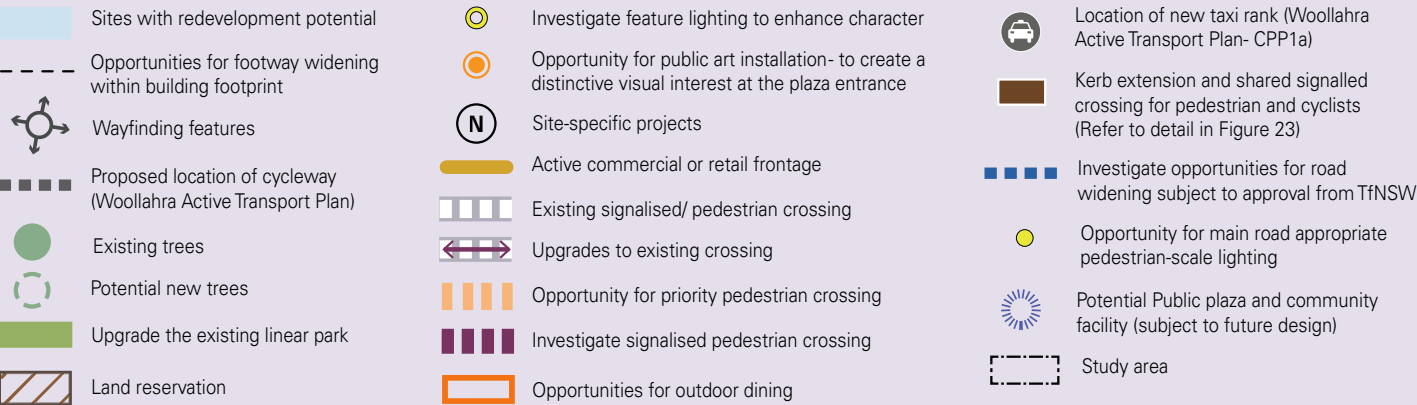 Sites with redevelopment potential
Opportunities for footway widening
within building footprint
Wayfinding features
Proposed location of cycleway
(Woollahra Active Transport Plan)
Existing trees
Potential new trees
Upgrade the existing linear park
Land reservation
Investigate feature lighting to enhance character
Opportunity for public art installation- to create a
distinctive visual interest at the plaza entrance
N
Site-specific projects
Active commercial or retail frontage
Existing signalised/ pedestrian crossing
Upgrades to existing crossing
Opportunity for priority pedestrian crossing
Investigate signalised pedestrian crossing
Opportunities for outdoor dining
Location of new taxi rank (Woollahra
Active Transport Plan- CPP1a)
Kerb extension and shared signalled
crossing for pedestrian and cyclists
(Refer to detail in Figure 23)
Investigate opportunities for road
widening subject to approval from TfNSW
Opportunity for main road appropriate
pedestrian-scale lighting
Potential Public plaza and community
facility (subject to future design)
Study area